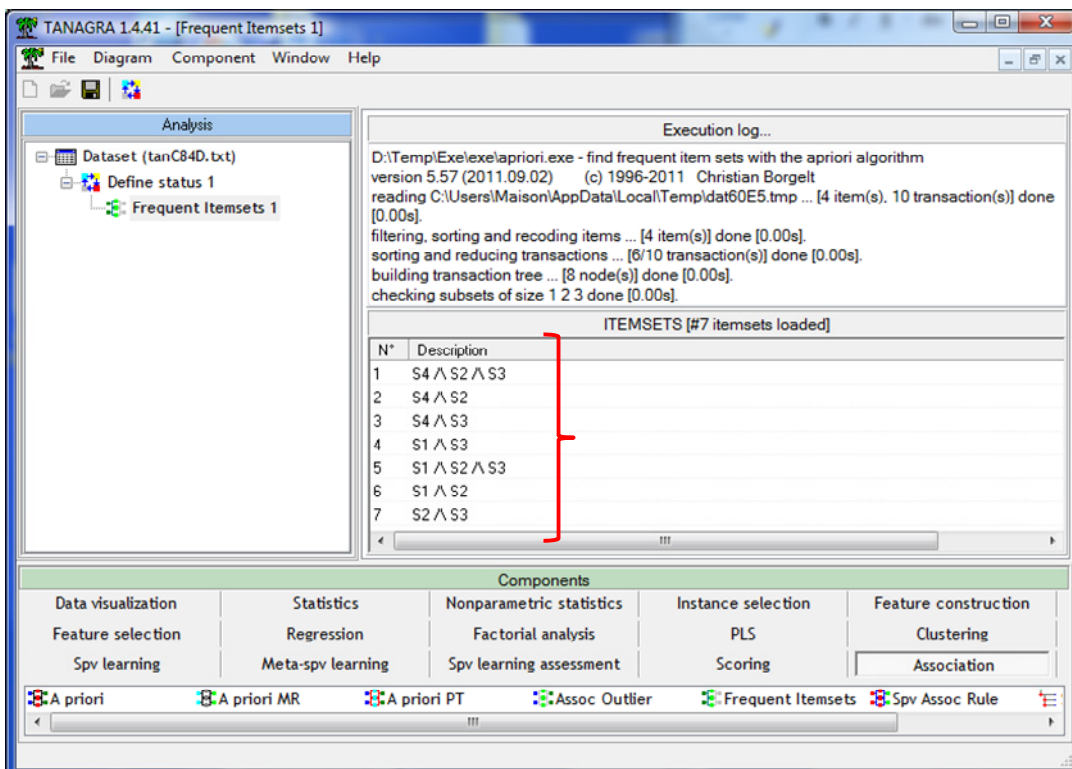 TANAGRA 1.4.41 - [Frequent Itemsets 1]
File Diagram Component Window Help
Analysis
Dataset (tanC84D.txt)
Define status 1
Frequent Itemsets 1
Execution log...
D:\Temp\Exe\exe\apriori.exe - find frequent item sets with the apriori algorithm
version 5.57 (2011.09.02) (c) 1996-2011 Christian Borgelt
reading C:\Users\Maison\AppData\Local\Temp\dat60E5.tmp ... [4 item(s), 10 transaction(s)] done
[0.00s].
filtering, sorting and recoding items ... [4 item(s)] done [0.00s].
sorting and reducing transactions ... [6/10 transaction(s)] done [0.00s].
building transaction tree ... [8 node(s)] done [0.00s].
checking subsets of size 1 2 3 done [0.00s].
ITEMSETS [#7 itemsets loaded]
N° Description
1 S4 /\ S2 /\ S3
2 S4 /\ S2
3 S4 /\ S3
4 S1 /\ S3
5 S1 /\ S2 /\ S3
6 S1 /\ S2
7 S2 /\ S3
Components
Data visualization Statistics Nonparametric statistics Instance selection Feature construction
Feature selection Regression Factorial analysis PLS Clustering
Spv learning Meta-spv learning Spv learning assessment Scoring Association
A priori A priori MR A priori PT Assoc Outlier Frequent Itemsets Spv Assoc Rule